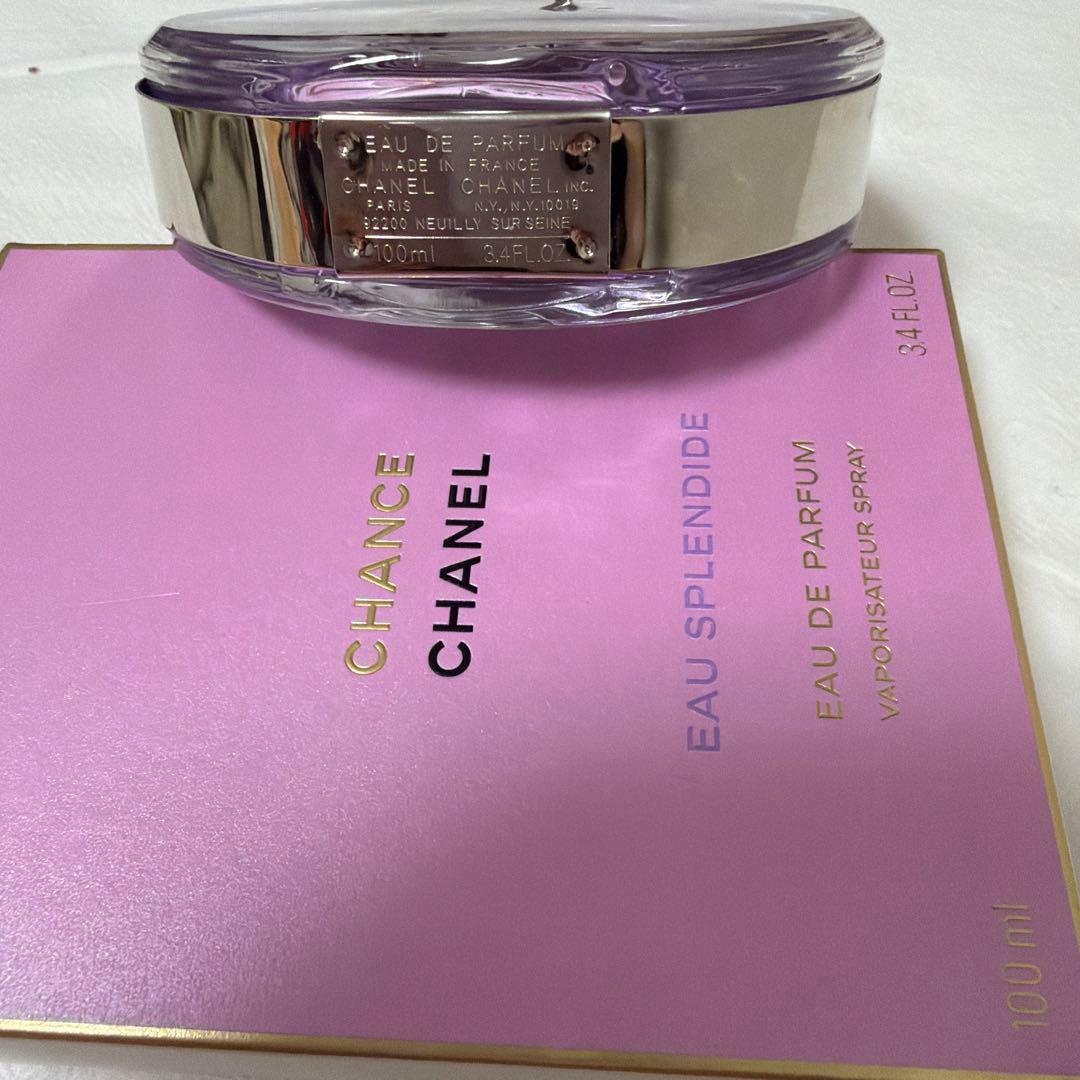 EAU DE PARFUM
MADE IN FRANCE
CHANEL CHANEL INC.
PARIS N.Y., N.Y. 10019
92200 NEUILLY SUR SEINE
100ml 3.4FL.OZ.
CHANCE
CHANEL
EAU SPLENDIDE
EAU DE PARFUM
VAPORISATEUR SPRAY
100 ml
3.4 FL.OZ.